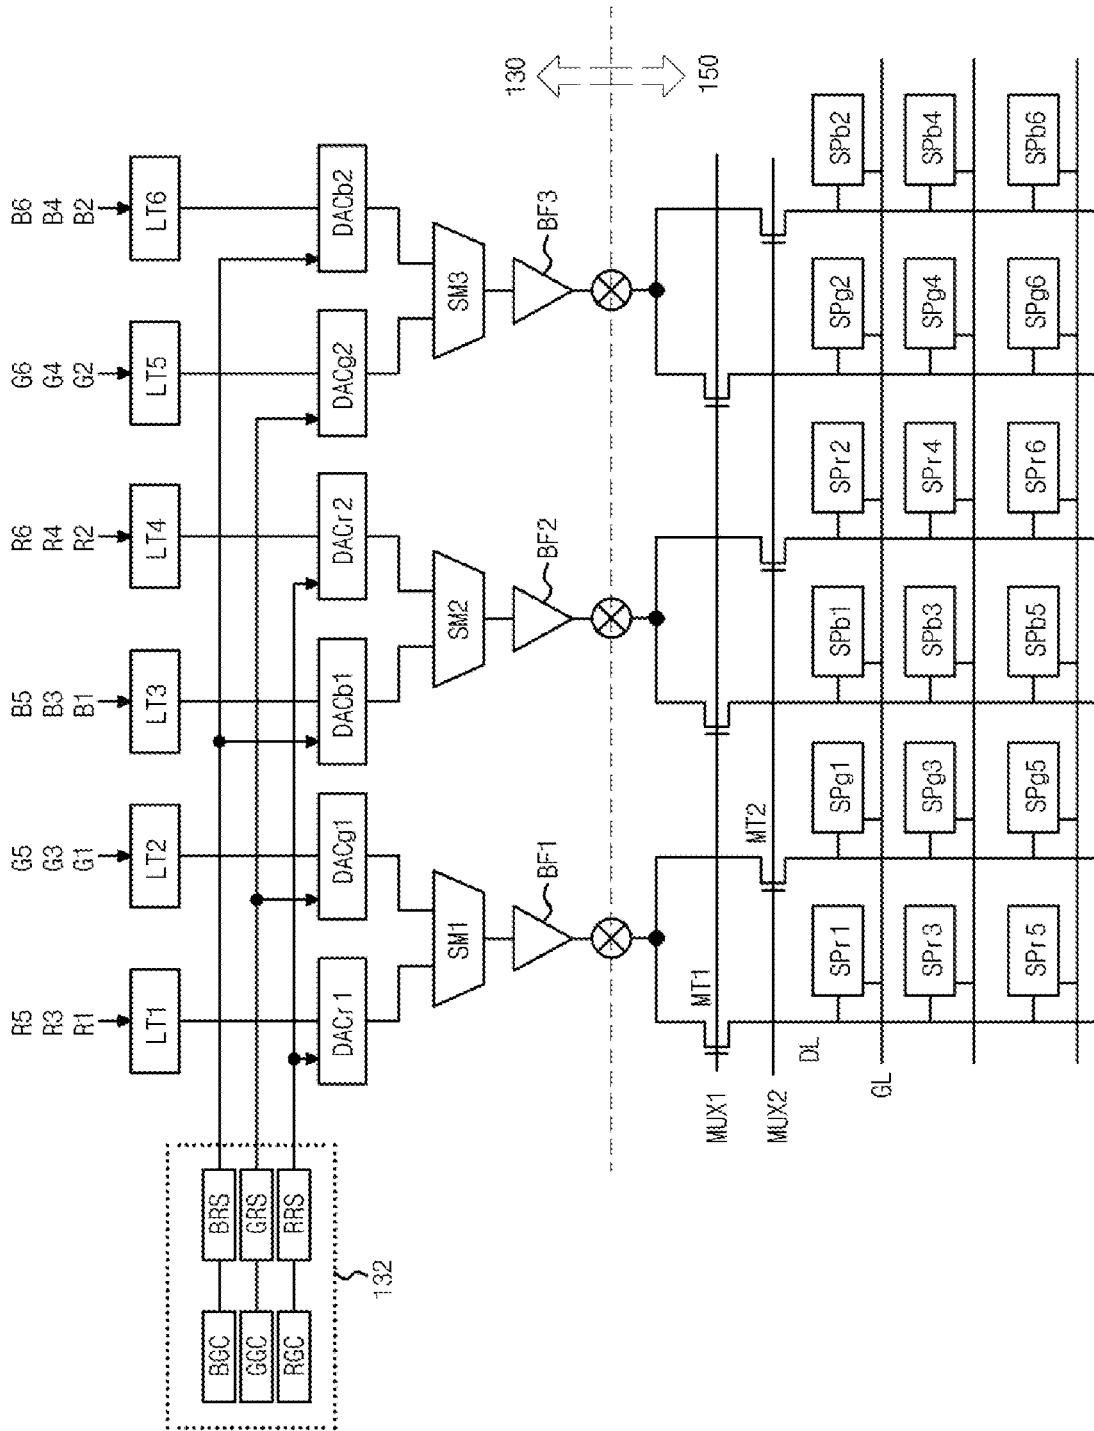 R5 G5 B5 R6 G6 B6
R3 G3 B3 R4 G4 B4
R1 G1 B1 R2 G2 B2
LT1 LT2 LT3 LT4 LT5 LT6
BGC BRS
GGC GRS
RGC RRS
132
DACr1 DACg1 DACb1 DACr2 DACg2 DACb2
SM1 SM2 SM3
BF1 BF2 BF3
130
150
MT1
MUX1
MT2
MUX2
DL
SPr1 SPg1 SPb1 SPr2 SPg2 SPb2
GL
SPr3 SPg3 SPb3 SPr4 SPg4 SPb4
SPr5 SPg5 SPb5 SPr6 SPg6 SPb6